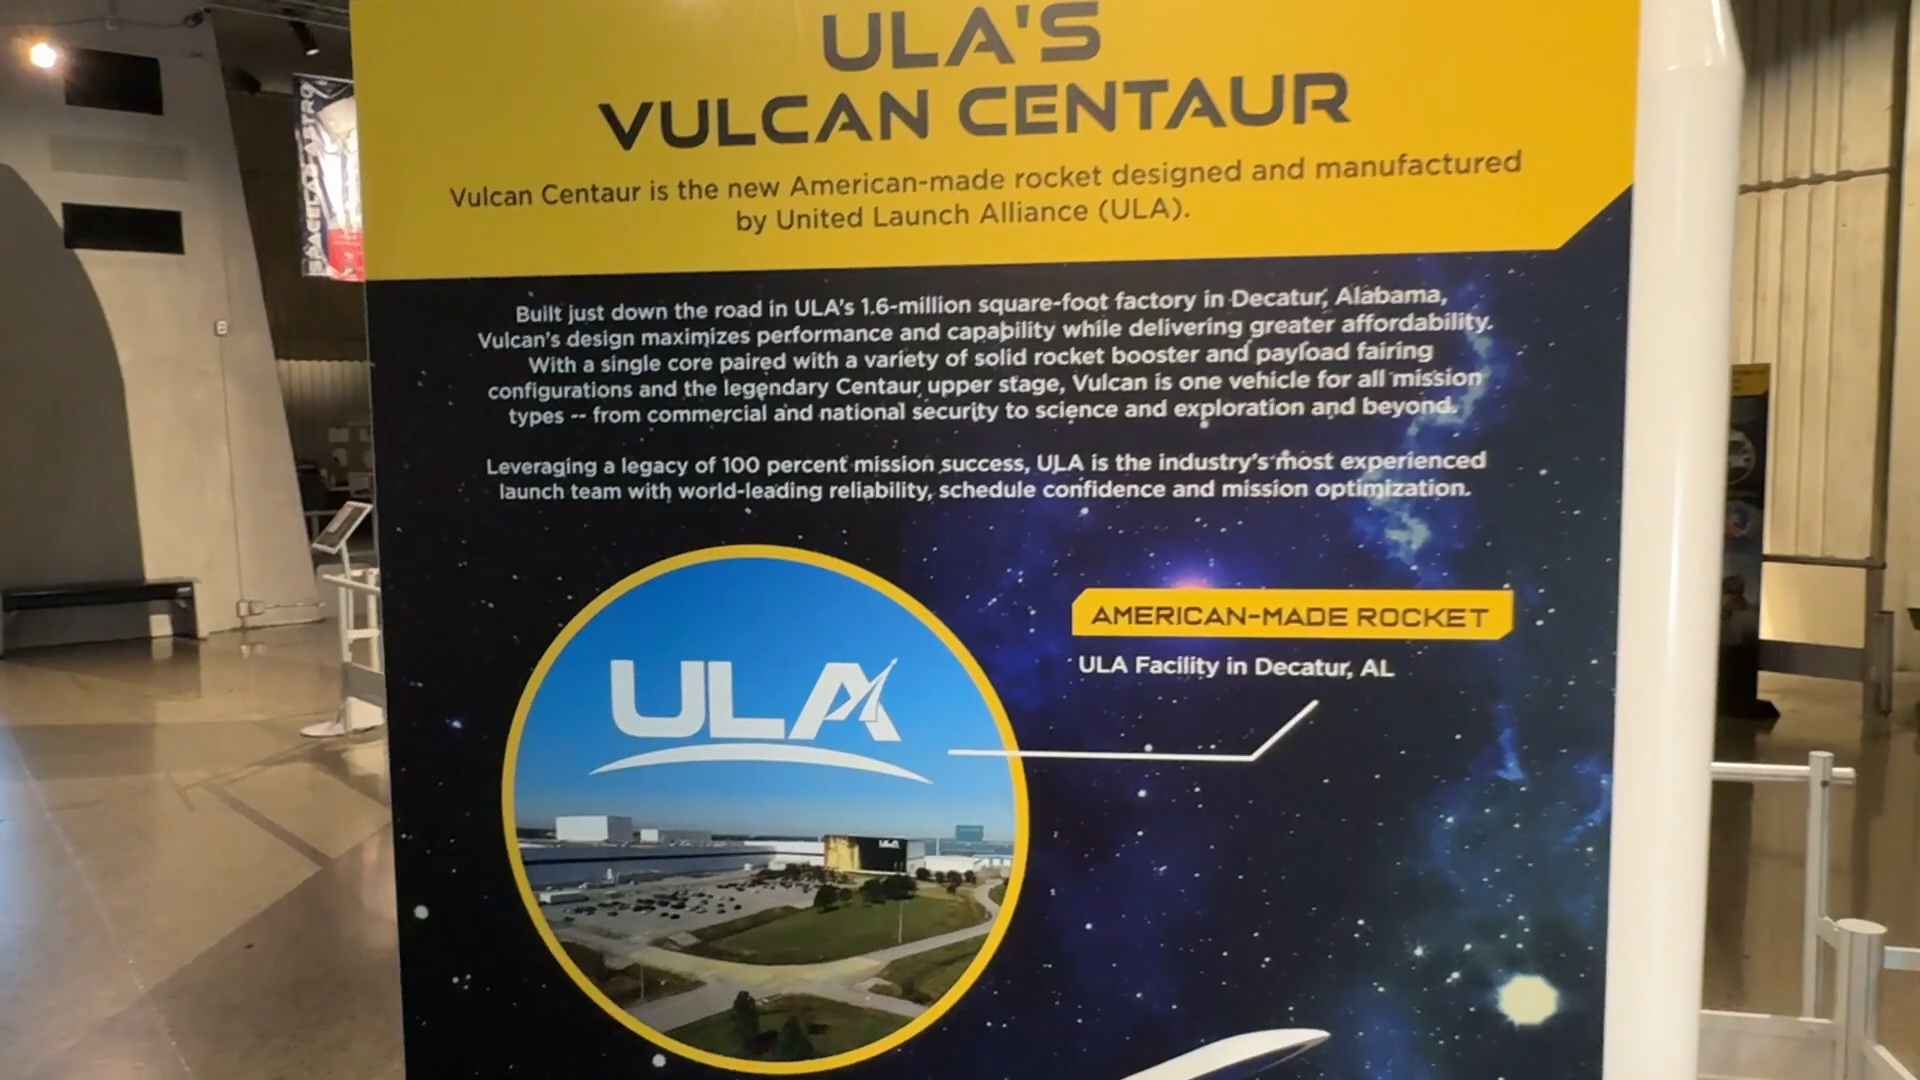 ULA'S
VULCAN CENTAUR
Vulcan Centaur is the new American-made rocket designed and manufactured
by United Launch Alliance (ULA).
Built just down the road in ULA's 1.6-million square-foot factory in Decatur, Alabama,
Vulcan's design maximizes performance and capability while delivering greater affordability.
With a single core paired with a variety of solid rocket booster and payload fairing
configurations and the legendary Centaur upper stage, Vulcan is one vehicle for all mission
types -- from commercial and national security to science and exploration and beyond.
Leveraging a legacy of 100 percent mission success, ULA is the industry's most experienced
launch team with world-leading reliability, schedule confidence and mission optimization.
AMERICAN-MADE ROCKET
ULA Facility in Decatur, AL
ULA
ULA